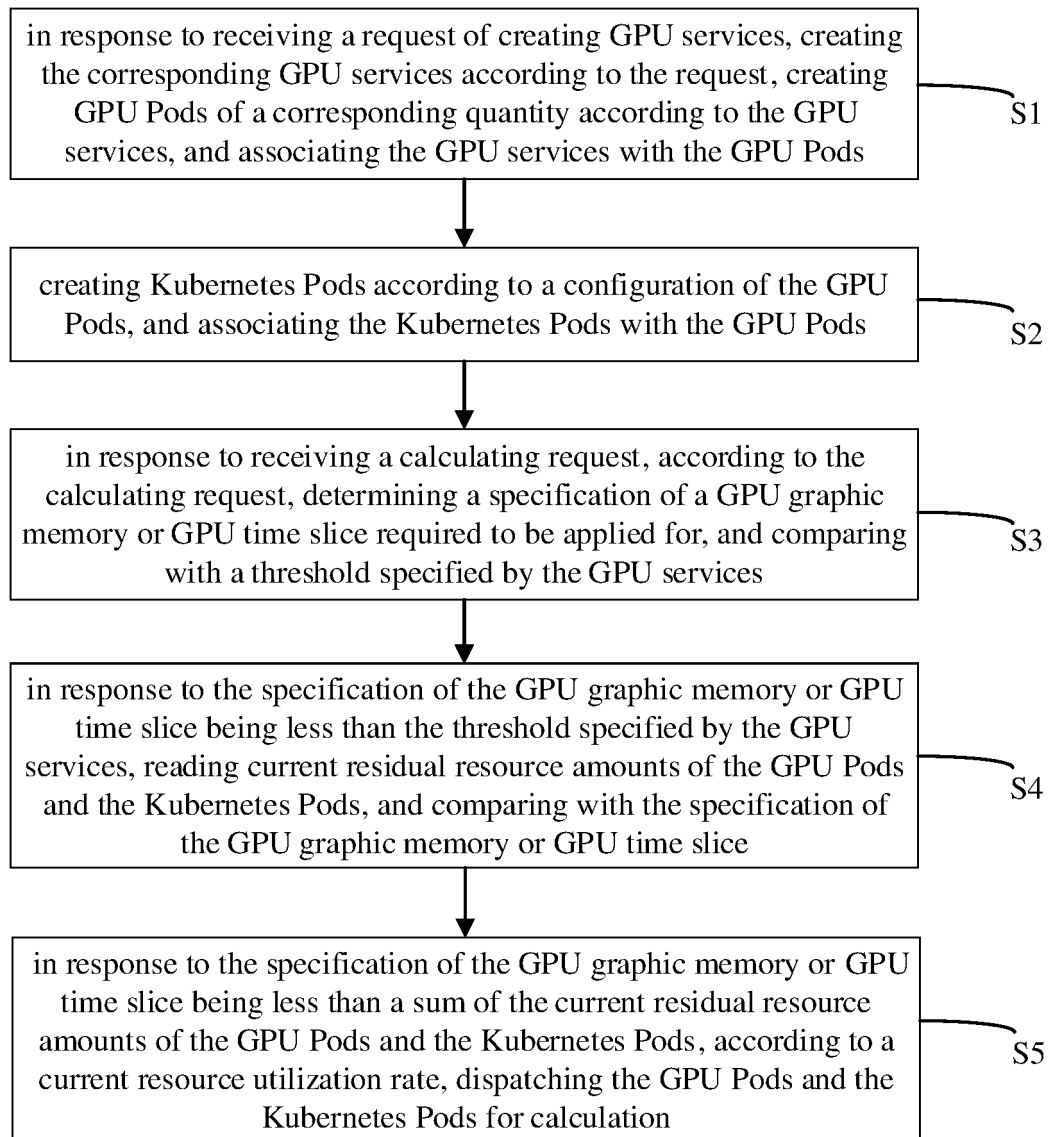 in response to receiving a request of creating GPU services, creating
the corresponding GPU services according to the request, creating
GPU Pods of a corresponding quantity according to the GPU
services, and associating the GPU services with the GPU Pods
S1
creating Kubernetes Pods according to a configuration of the GPU
Pods, and associating the Kubernetes Pods with the GPU Pods
S2
in response to receiving a calculating request, according to the
calculating request, determining a specification of a GPU graphic
memory or GPU time slice required to be applied for, and comparing
with a threshold specified by the GPU services
S3
in response to the specification of the GPU graphic memory or GPU
time slice being less than the threshold specified by the GPU
services, reading current residual resource amounts of the GPU Pods
and the Kubernetes Pods, and comparing with the specification of
the GPU graphic memory or GPU time slice
S4
in response to the specification of the GPU graphic memory or GPU
time slice being less than a sum of the current residual resource
amounts of the GPU Pods and the Kubernetes Pods, according to a
current resource utilization rate, dispatching the GPU Pods and the
Kubernetes Pods for calculation
S5